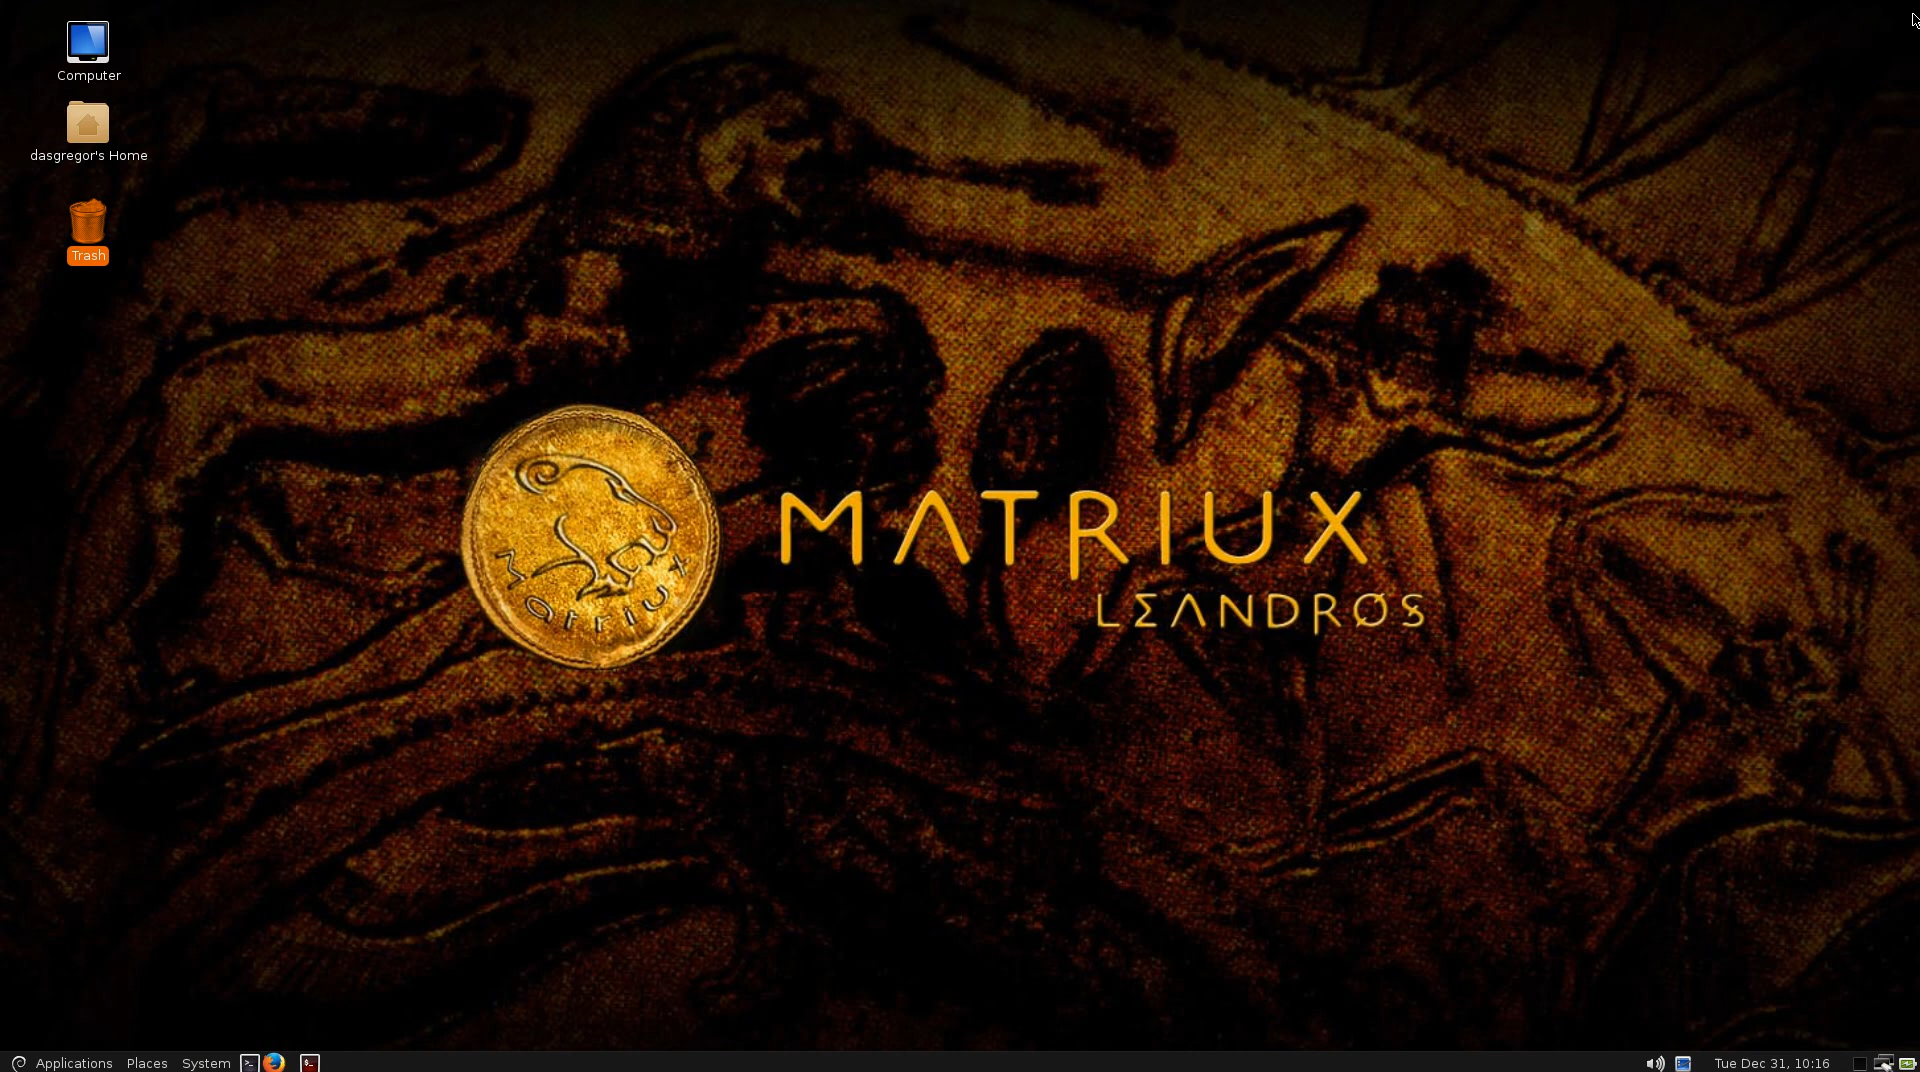 Computer
dasgregor's Home
Trash
MATRIUX
LEANDROS
Matriux
Applications Places System Tue Dec 31, 10:16